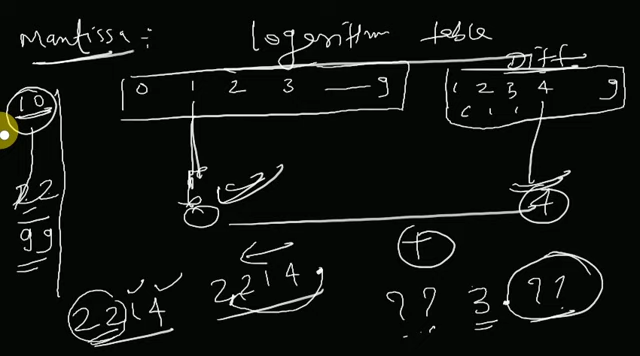 Mantissa : Logarithm table
Diff
0 1 2 3 — 9 1 2 3 4 9
10
22
99 4
+
2214 2214 ?? 3.??